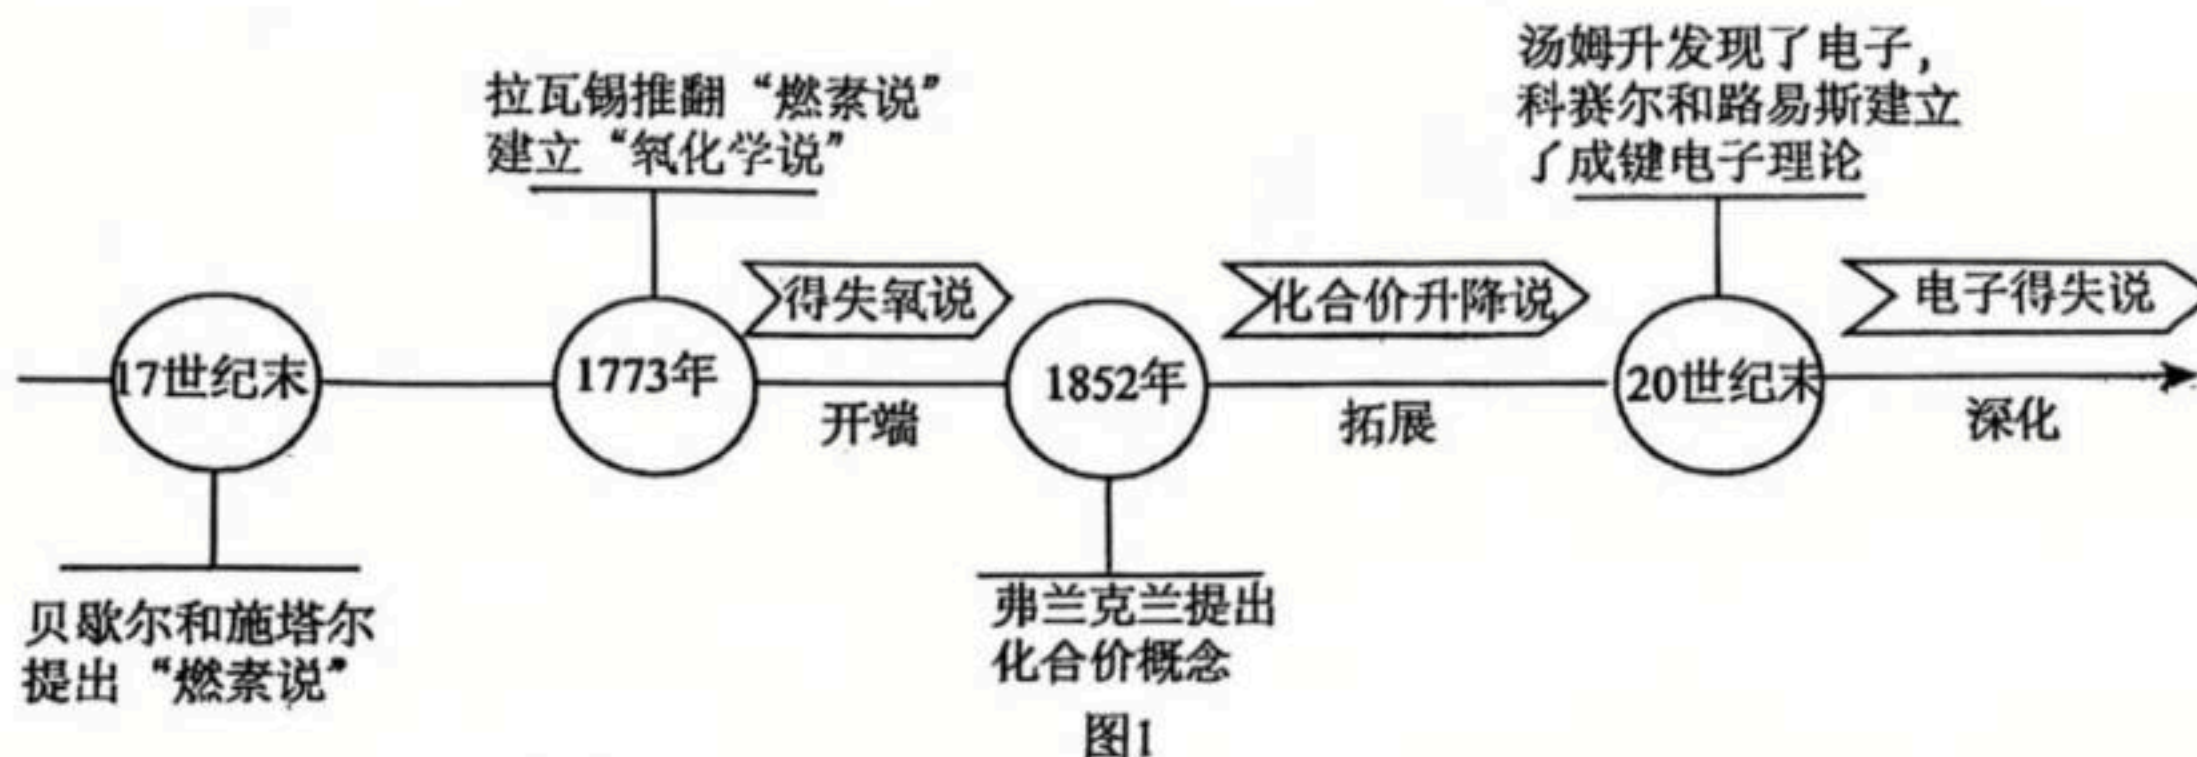 汤姆升发现了电子，
科赛尔和路易斯建立
了成键电子理论
拉瓦锡推翻“燃素说”
建立“氧化学说”
得失氧说
化合价升降说
电子得失说
17世纪末
1773年
1852年
20世纪末
开端
拓展
深化
贝歇尔和施塔尔
提出“燃素说”
弗兰克兰提出
化合价概念
图1